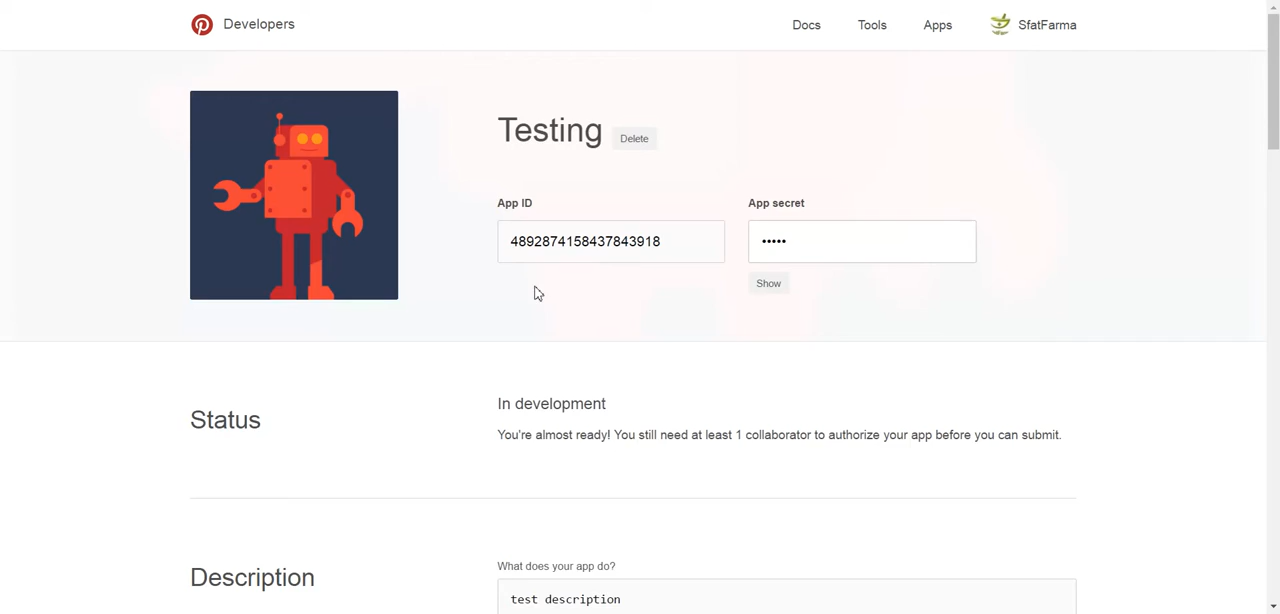 Developers
Docs
Tools
Apps
SfatFarma
Testing
Delete
App ID
App secret
4892874158437843918
•••••
Show
Status
In development
You're almost ready! You still need at least 1 collaborator to authorize your app before you can submit.
Description
What does your app do?
test description